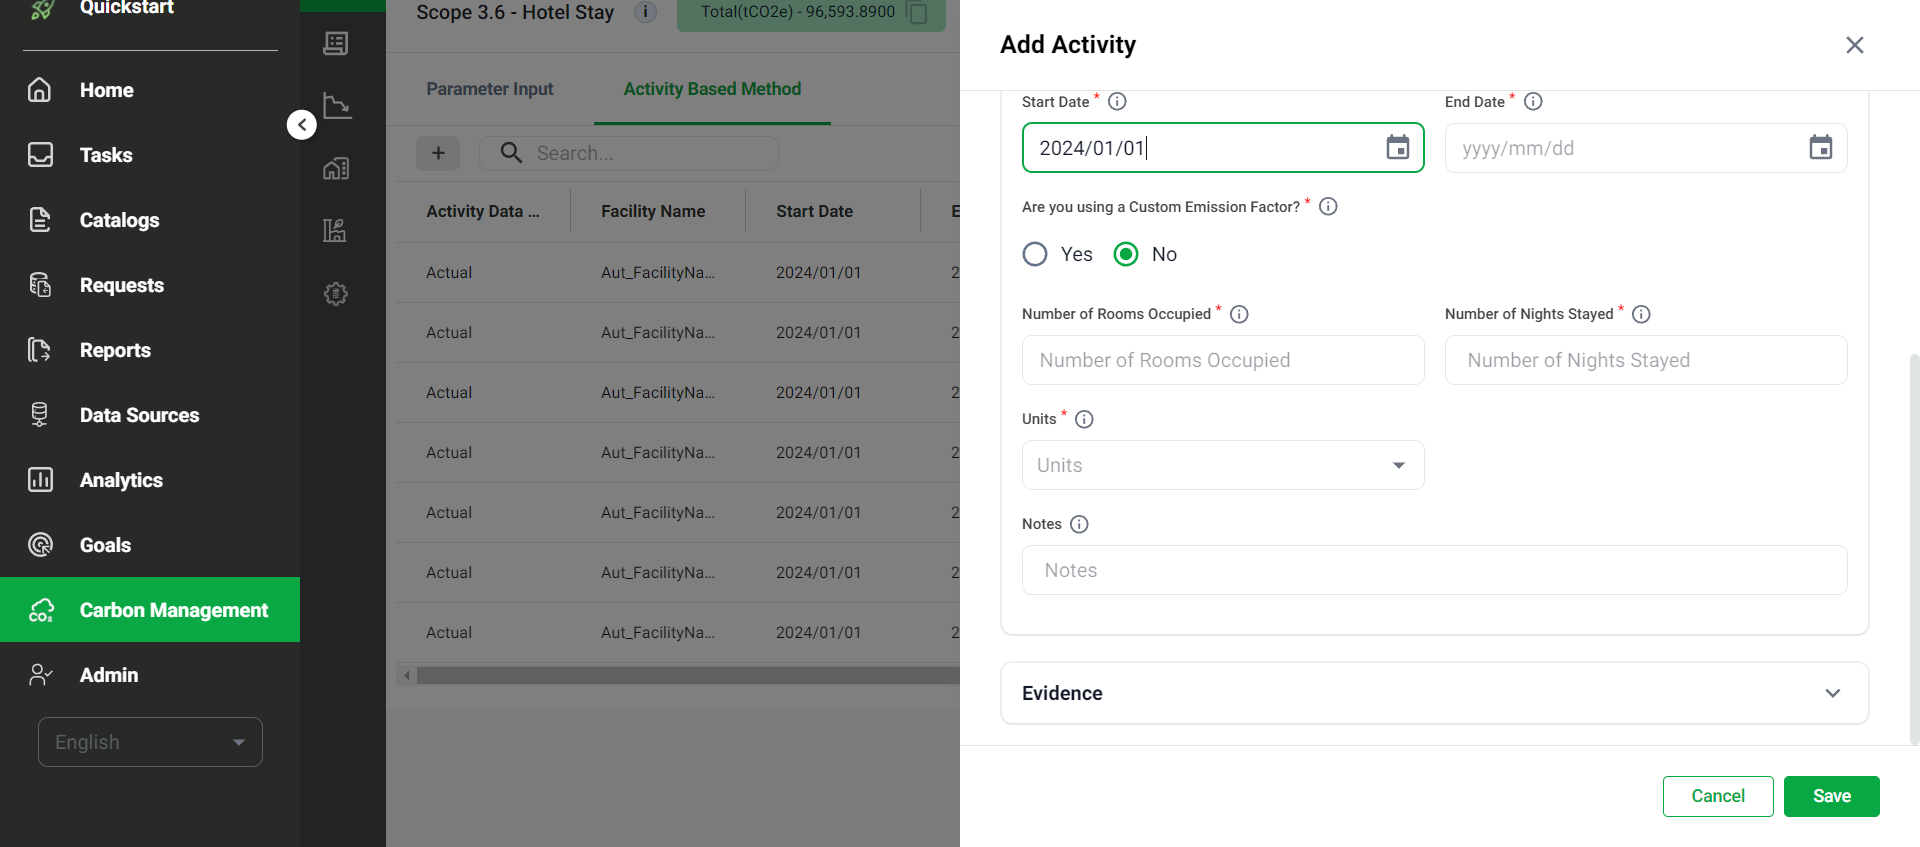 Quickstart
Home
Tasks
Catalogs
Requests
Reports
Data Sources
Analytics
Goals
Carbon Management
Admin
English
Scope 3.6 - Hotel Stay
Total(tCO2e) - 96,593.8900
Parameter Input
Activity Based Method
+
Search...
Activity Data ... Facility Name Start Date E
Actual Aut_FacilityNa... 2024/01/01 2
Actual Aut_FacilityNa... 2024/01/01
Actual Aut_FacilityNa... 2024/01/01 2
Actual Aut_FacilityNa... 2024/01/01 2
Actual Aut_FacilityNa... 2024/01/01 2
Actual Aut_FacilityNa... 2024/01/01 2
Actual Aut_FacilityNa... 2024/01/01 2
Add Activity
Start Date *
End Date *
2024/01/01
yyyy/mm/dd
Are you using a Custom Emission Factor? *
Yes No
Number of Rooms Occupied *
Number of Nights Stayed *
Number of Rooms Occupied
Number of Nights Stayed
Units *
Units
Notes
Notes
Evidence
Cancel
Save